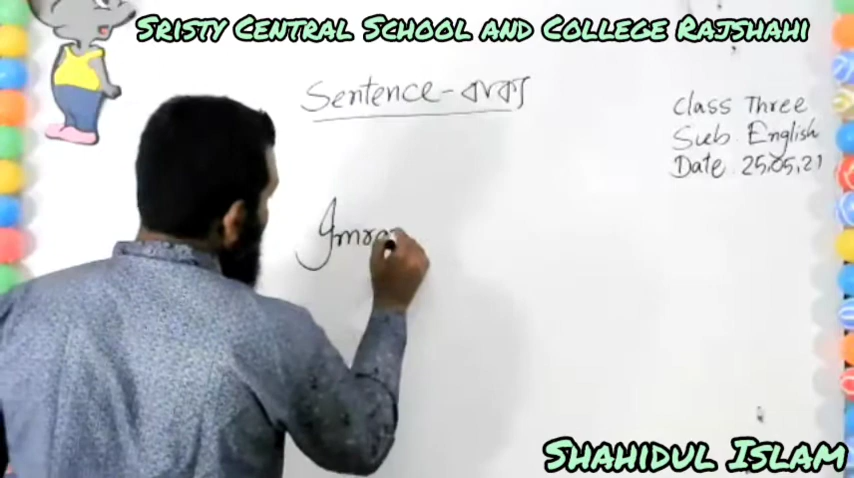 Sristy Central School and College Rajshahi
Sentence - বাক্য
Class Three
Sub English
Date 25.05.21
Shahidul Islam